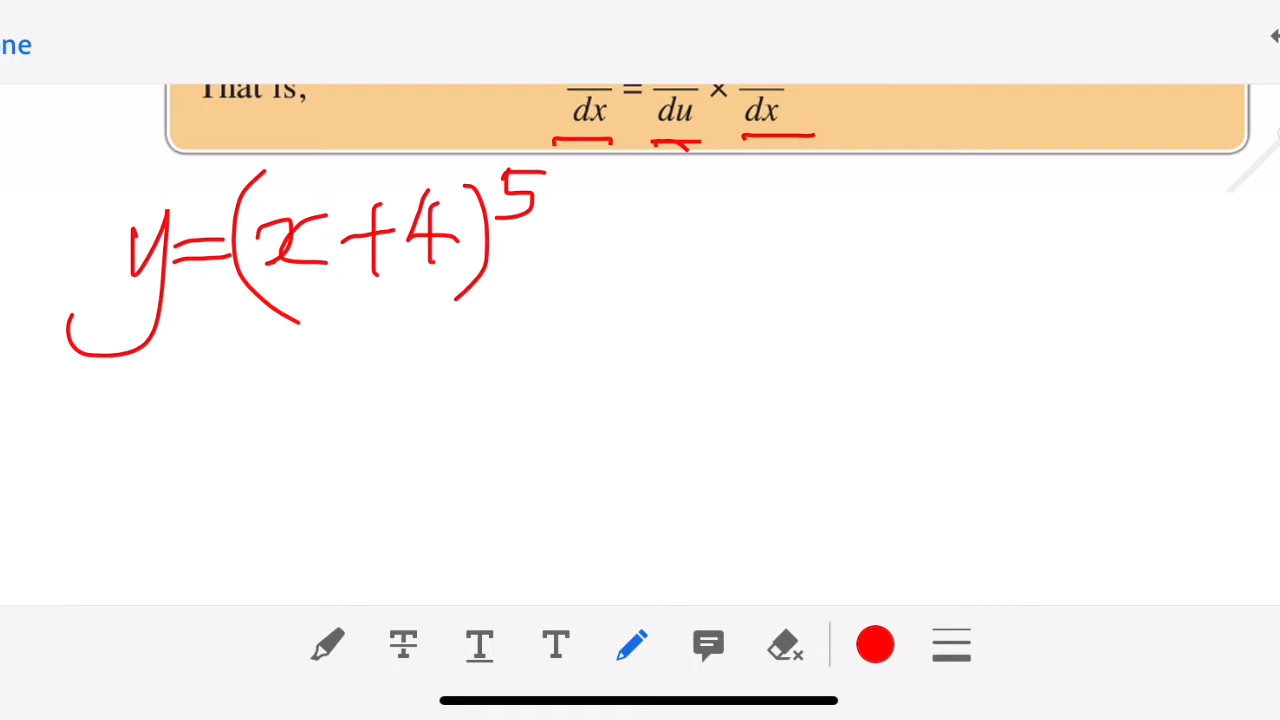 ne
That is,
dx = du × dx
y=(x+4)^5